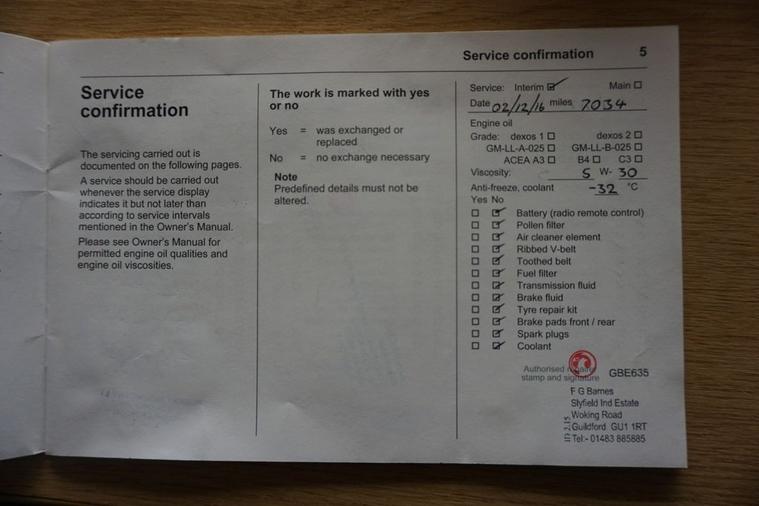 Service confirmation 5
Service
confirmation
The servicing carried out is
documented on the following pages.
A service should be carried out
whenever the service display
indicates it but not later than
according to service intervals
mentioned in the Owner's Manual.
Please see Owner's Manual for
permitted engine oil qualities and
engine oil viscosities.
The work is marked with yes
or no
Yes = was exchanged or
replaced
No = no exchange necessary
Note
Predefined details must not be
altered.
Service: Interim ☑ Main ☐
Date 02/12/16 miles 7034
Engine oil
Grade: dexos 1 ☐ dexos 2 ☐
GM-LL-A-025 ☐ GM-LL-B-025 ☐
ACEA A3 ☐ B4 ☐ C3 ☐
Viscosity: 5 W- 30
Anti-freeze, coolant -32 °C
Yes No
☐ ☑ Battery (radio remote control)
☐ ☑ Pollen filter
☐ ☑ Air cleaner element
☐ ☑ Ribbed V-belt
☐ ☑ Toothed belt
☐ ☑ Fuel filter
☐ ☑ Transmission fluid
☐ ☑ Brake fluid
☐ ☑ Tyre repair kit
☐ ☑ Brake pads front / rear
☐ ☑ Spark plugs
☐ ☑ Coolant
Authorised repairer
stamp and signature
GBE635
F G Barnes
Slyfield Ind Estate
Woking Road
Guildford GU1 1RT
Tel:- 01483 885885